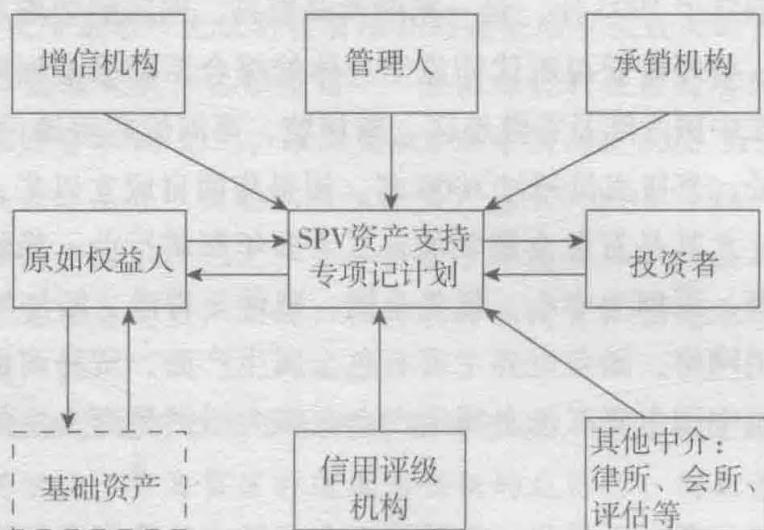 增信机构
管理人
承销机构
原如权益人
SPV资产支持
专项记计划
投资者
基础资产
信用评级
机构
其他中介：
律所、会所、
评估等